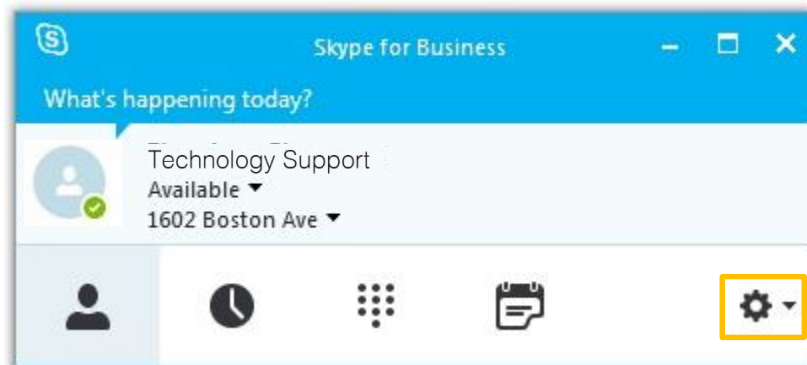 Skype for Business
What's happening today?
Technology Support
Available
1602 Boston Ave